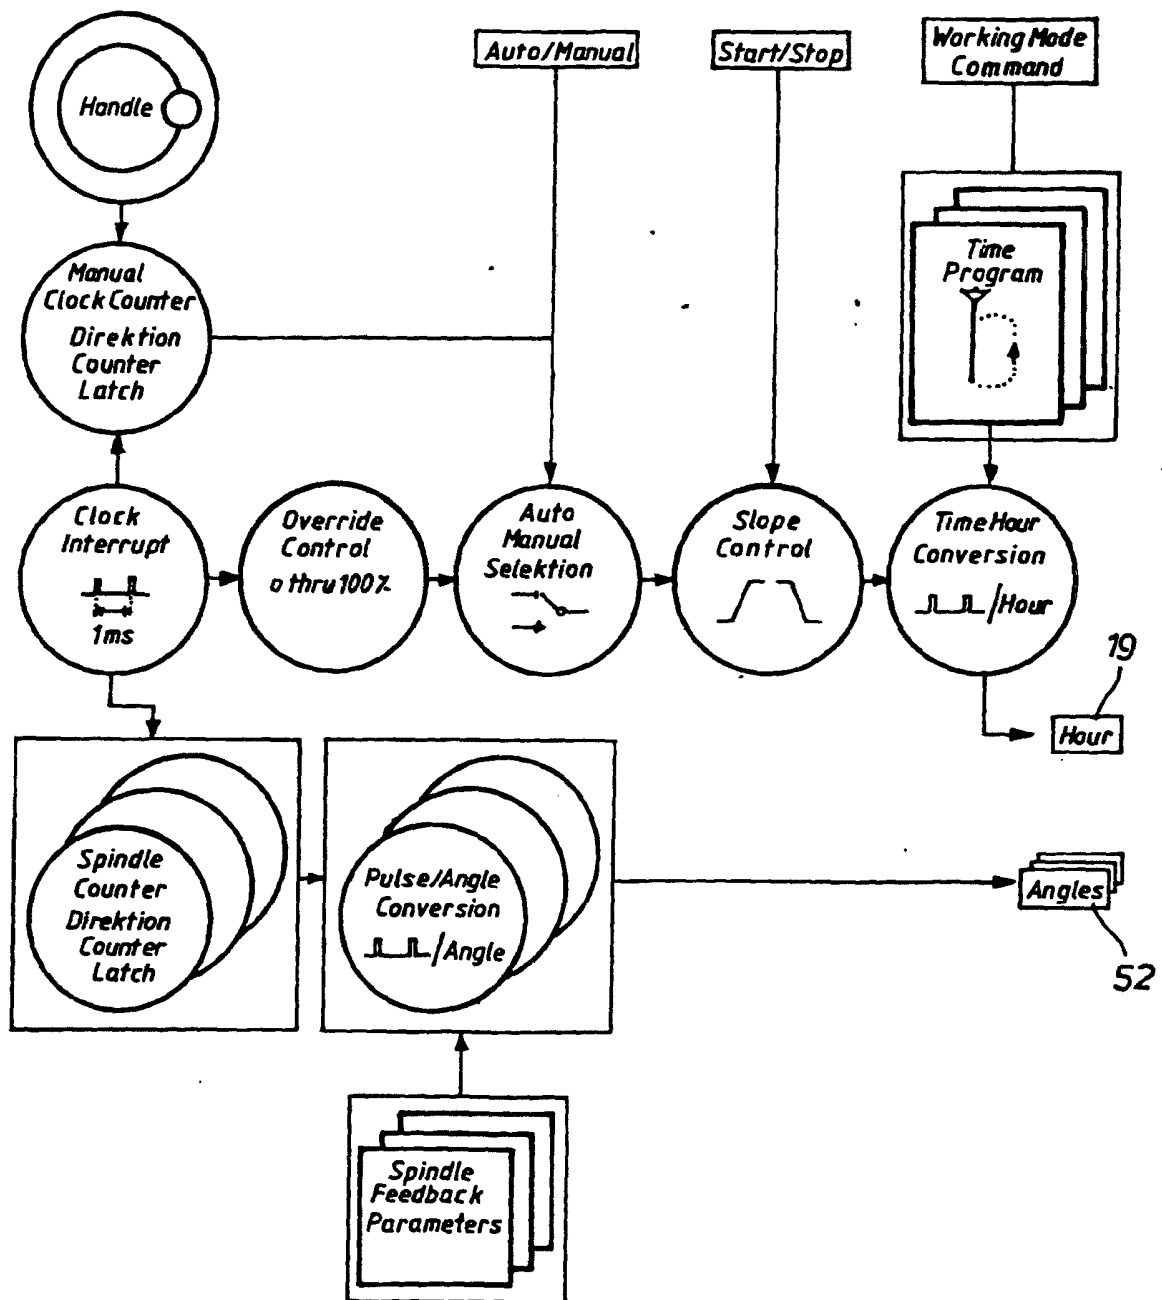 Handle
Auto/Manual
Start/Stop
Working Mode
Command
Manual
Clock Counter
Direktion
Counter
Latch
Time
Program
Clock
Interrupt
1ms
Override
Control
0 thru 100%
Auto
Manual
Selektion
Slope
Control
Time Hour
Conversion
/Hour
19
Hour
Spindle
Counter
Direktion
Counter
Latch
Pulse/Angle
Conversion
/Angle
Angles
52
Spindle
Feedback
Parameters